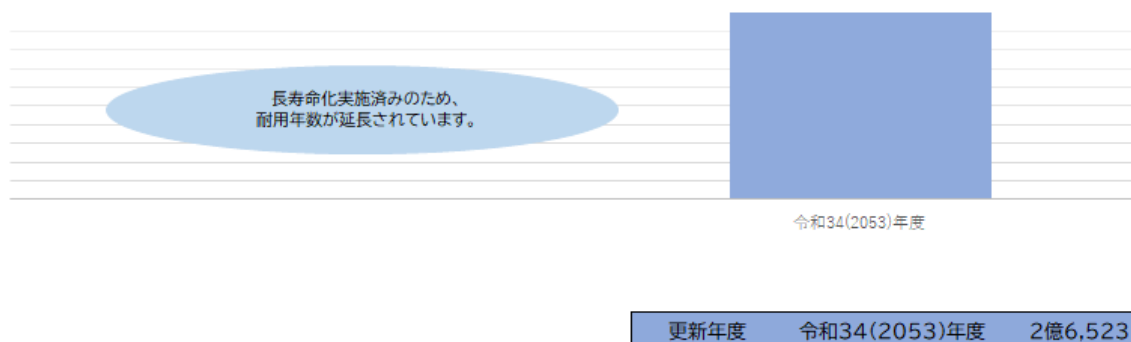 長寿命化実施済みのため、
耐用年数が延長されています。
令和34(2053)年度
更新年度 令和34(2053)年度 2億6,523